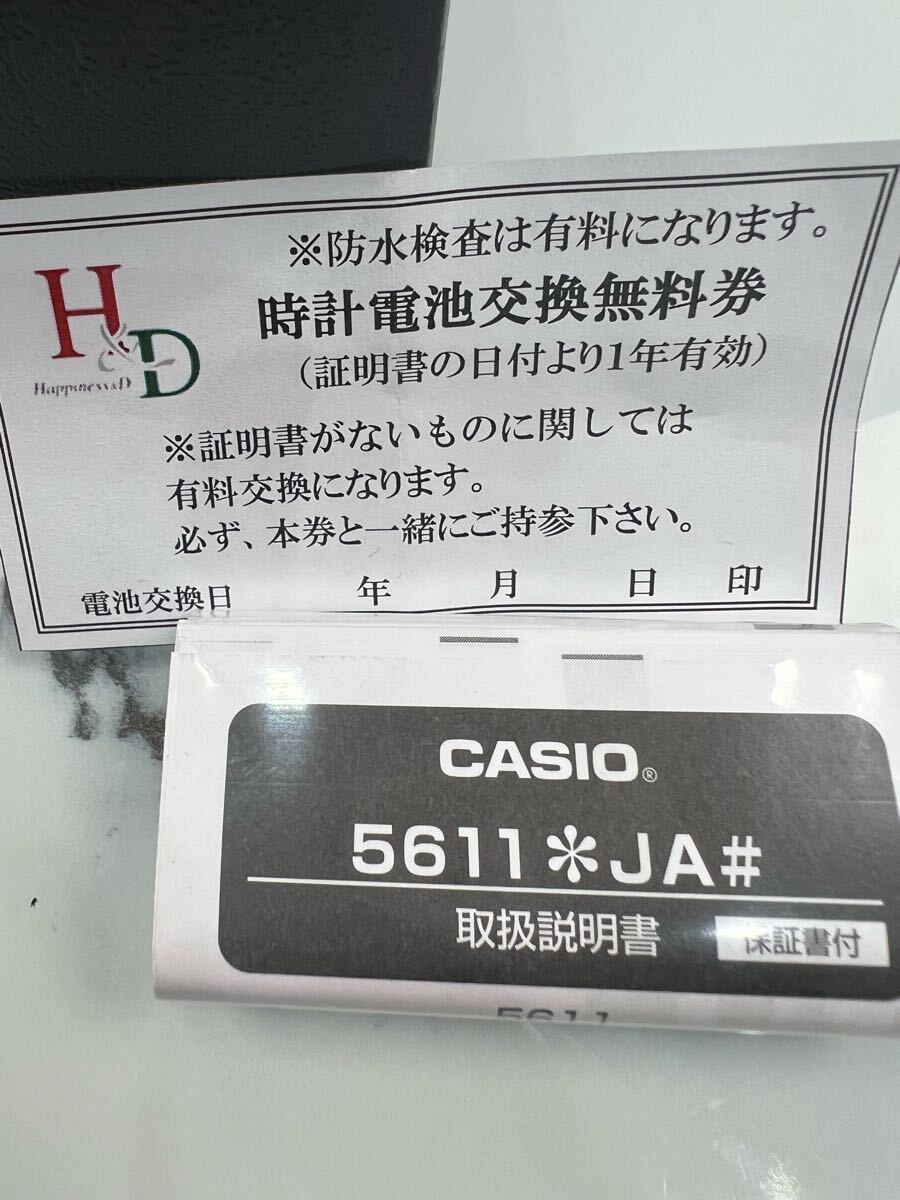 ※防水検査は有料になります。
H&D
Happiness&D
時計電池交換無料券
（証明書の日付より1年有効）
※証明書がないものに関しては
有料交換になります。
必ず、本券と一緒にご持参下さい。
電池交換日 年 月 日 印
CASIO®
5611＊JA#
取扱説明書 保証書付
5611